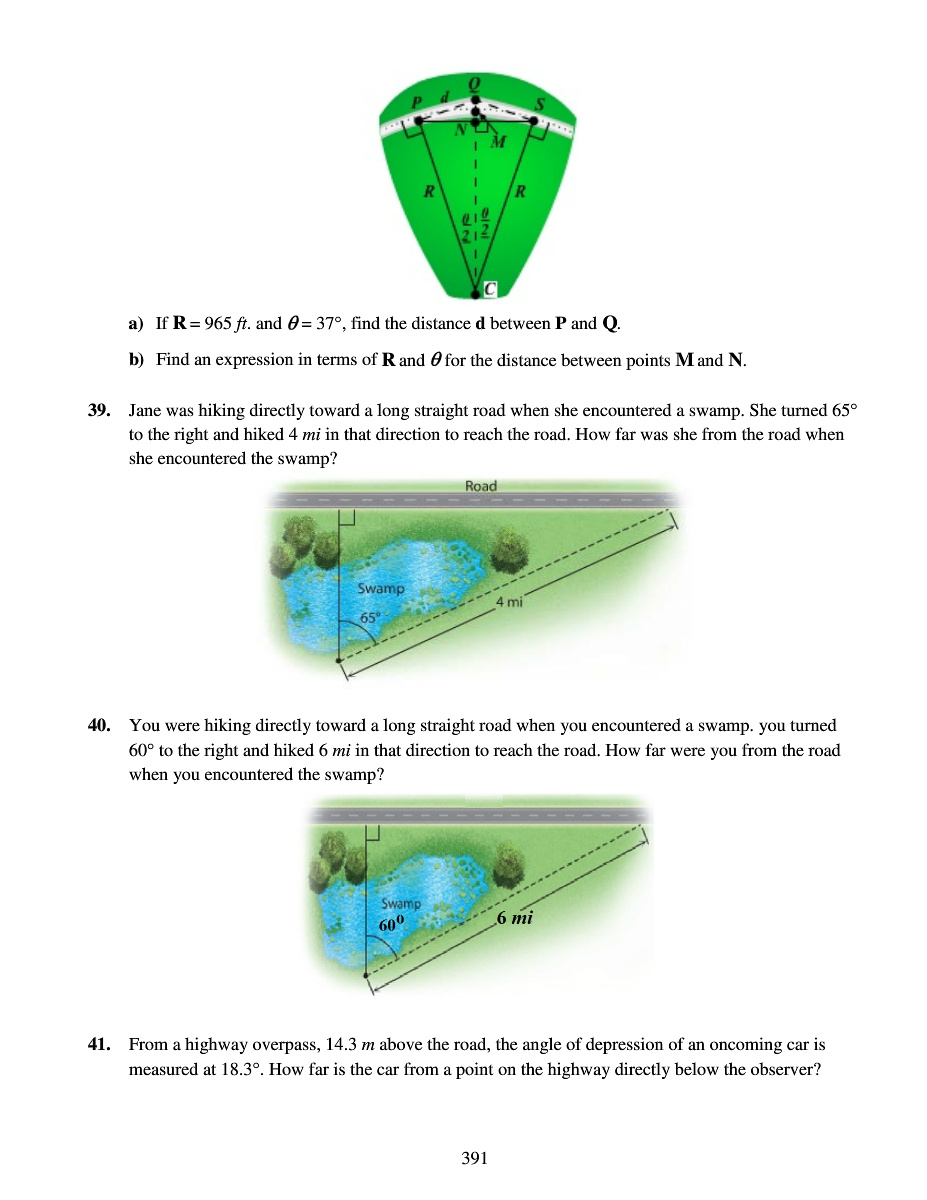 Q
P d S
N M
R R
θ/2 θ/2
C
a) If R = 965 ft. and θ = 37°, find the distance d between P and Q.
b) Find an expression in terms of R and θ for the distance between points M and N.
39. Jane was hiking directly toward a long straight road when she encountered a swamp. She turned 65°
to the right and hiked 4 mi in that direction to reach the road. How far was she from the road when
she encountered the swamp?
Road
Swamp
4 mi
65°
40. You were hiking directly toward a long straight road when you encountered a swamp. you turned
60° to the right and hiked 6 mi in that direction to reach the road. How far were you from the road
when you encountered the swamp?
Swamp
60⁰ 6 mi
41. From a highway overpass, 14.3 m above the road, the angle of depression of an oncoming car is
measured at 18.3°. How far is the car from a point on the highway directly below the observer?
391